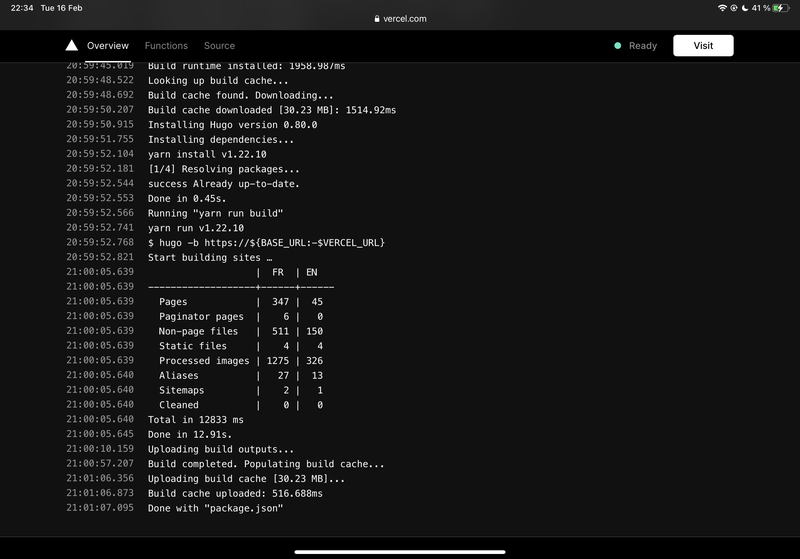 22:34 Tue 16 Feb 41 %
vercel.com
Overview Functions Source Ready Visit
20:59:45.019 Build runtime installed: 1958.987ms
20:59:48.522 Looking up build cache...
20:59:48.692 Build cache found. Downloading...
20:59:50.207 Build cache downloaded [30.23 MB]: 1514.92ms
20:59:50.915 Installing Hugo version 0.80.0
20:59:51.755 Installing dependencies...
20:59:52.104 yarn install v1.22.10
20:59:52.181 [1/4] Resolving packages...
20:59:52.544 success Already up-to-date.
20:59:52.553 Done in 0.45s.
20:59:52.566 Running "yarn run build"
20:59:52.741 yarn run v1.22.10
20:59:52.768 $ hugo -b https://${BASE_URL:-$VERCEL_URL}
20:59:52.821 Start building sites …
21:00:05.639 | FR | EN
21:00:05.639 -------------------+------+------
21:00:05.639 Pages | 347 | 45
21:00:05.639 Paginator pages | 6 | 0
21:00:05.639 Non-page files | 511 | 150
21:00:05.639 Static files | 4 | 4
21:00:05.639 Processed images | 1275 | 326
21:00:05.640 Aliases | 27 | 13
21:00:05.640 Sitemaps | 2 | 1
21:00:05.640 Cleaned | 0 | 0
21:00:05.640 Total in 12833 ms
21:00:05.645 Done in 12.91s.
21:00:10.159 Uploading build outputs...
21:00:57.207 Build completed. Populating build cache...
21:01:06.356 Uploading build cache [30.23 MB]...
21:01:06.873 Build cache uploaded: 516.688ms
21:01:07.095 Done with "package.json"